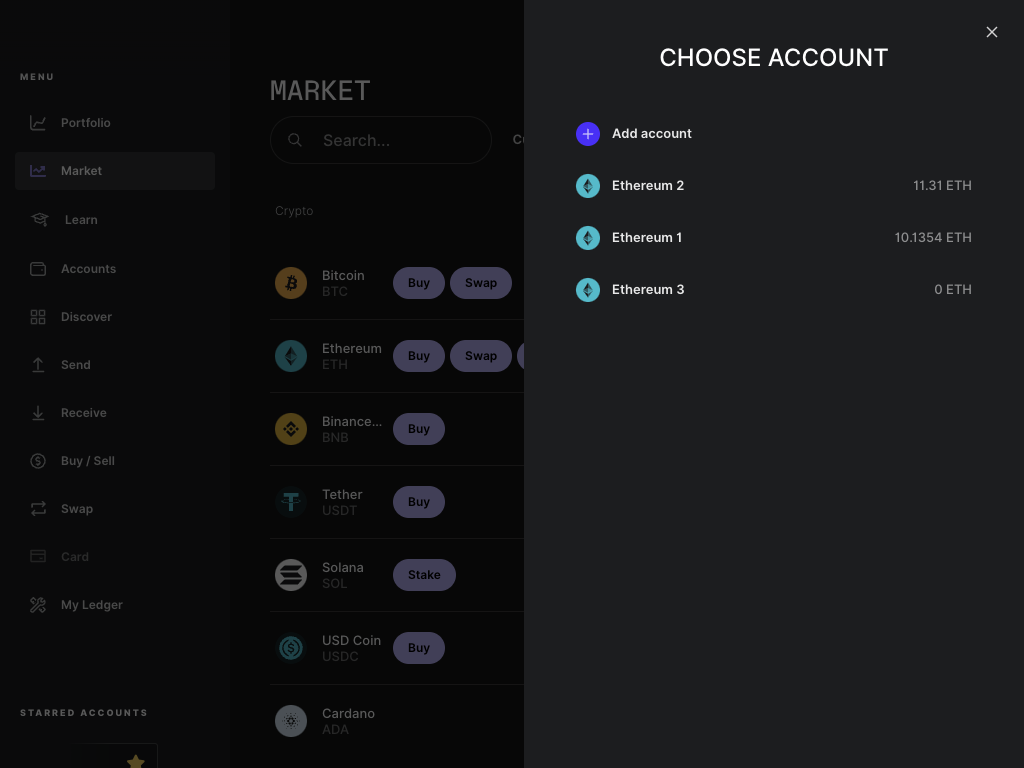 MENU
Portfolio
Market
Learn
Accounts
Discover
Send
Receive
Buy / Sell
Swap
Card
My Ledger
STARRED ACCOUNTS
MARKET
Search...
Crypto
Bitcoin
BTC
Buy
Swap
Ethereum
ETH
Buy
Swap
Binance...
BNB
Buy
Tether
USDT
Buy
Solana
SOL
Stake
USD Coin
USDC
Buy
Cardano
ADA
CHOOSE ACCOUNT
Add account
Ethereum 2 11.31 ETH
Ethereum 1 10.1354 ETH
Ethereum 3 0 ETH